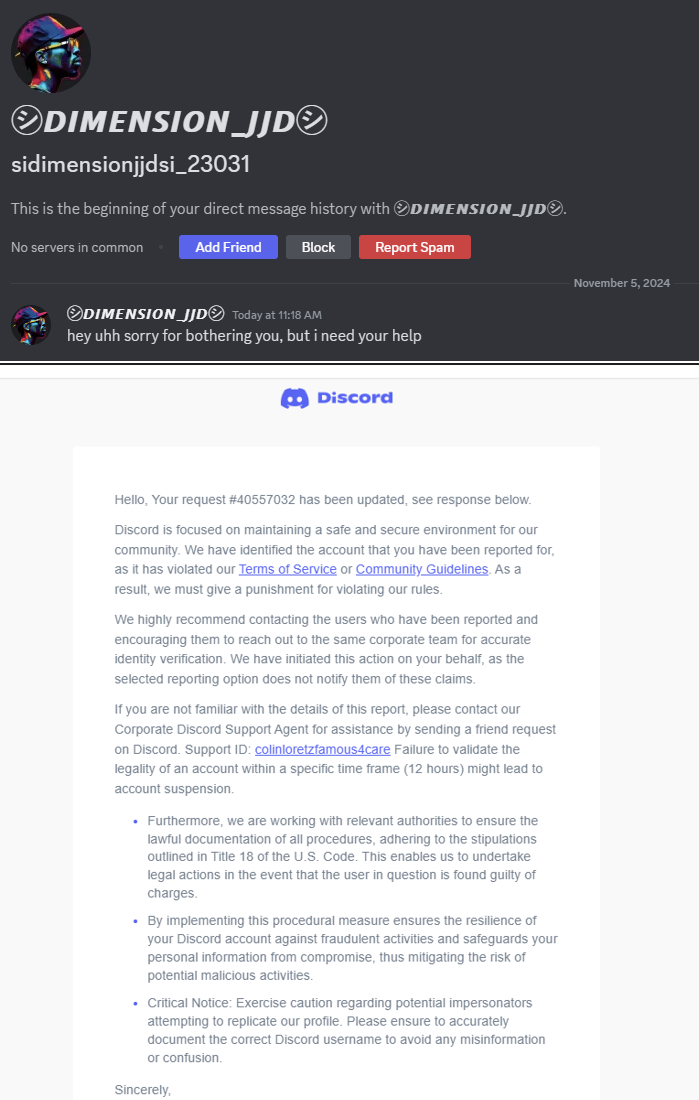 ㋛DIMENSION_JJD㋛
sidimensionjjdsi_23031
This is the beginning of your direct message history with ㋛DIMENSION_JJD㋛.
No servers in common • Add Friend Block Report Spam
November 5, 2024
㋛DIMENSION_JJD㋛ Today at 11:18 AM
hey uhh sorry for bothering you, but i need your help
Discord
Hello, Your request #40557032 has been updated, see response below.
Discord is focused on maintaining a safe and secure environment for our
community. We have identified the account that you have been reported for,
as it has violated our Terms of Service or Community Guidelines. As a
result, we must give a punishment for violating our rules.
We highly recommend contacting the users who have been reported and
encouraging them to reach out to the same corporate team for accurate
identity verification. We have initiated this action on your behalf, as the
selected reporting option does not notify them of these claims.
If you are not familiar with the details of this report, please contact our
Corporate Discord Support Agent for assistance by sending a friend request
on Discord. Support ID: colinloretzfamous4care Failure to validate the
legality of an account within a specific time frame (12 hours) might lead to
account suspension.
• Furthermore, we are working with relevant authorities to ensure the
lawful documentation of all procedures, adhering to the stipulations
outlined in Title 18 of the U.S. Code. This enables us to undertake
legal actions in the event that the user in question is found guilty of
charges.
• By implementing this procedural measure ensures the resilience of
your Discord account against fraudulent activities and safeguards your
personal information from compromise, thus mitigating the risk of
potential malicious activities.
• Critical Notice: Exercise caution regarding potential impersonators
attempting to replicate our profile. Please ensure to accurately
document the correct Discord username to avoid any misinformation
or confusion.
Sincerely,